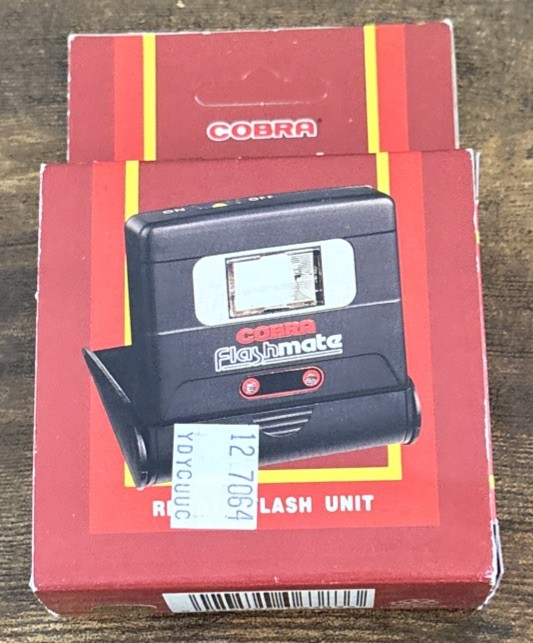 COBRA
ON OFF
COBRA
Flashmate
12.7064
YDYCUUC
FLASH UNIT